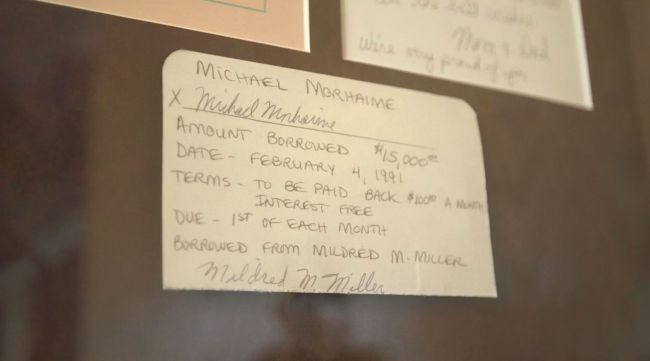 Mom & Dad
We're very proud of you
MICHAEL MORHAIME
X Michael Morhaime
AMOUNT BORROWED $15,000.00
DATE - FEBRUARY 4, 1991
TERMS - TO BE PAID BACK $100.00 A MONTH
INTEREST FREE
DUE - 1ST OF EACH MONTH
BORROWED FROM MILDRED M. MILLER
Mildred M. Miller